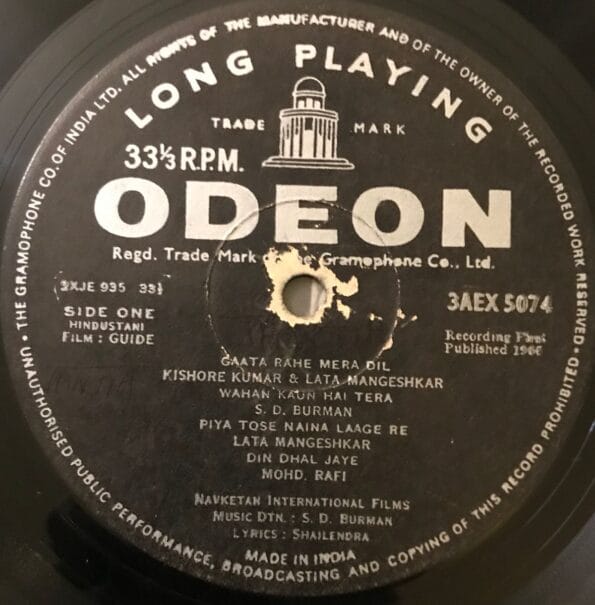 THE GRAMOPHONE CO. OF INDIA LTD. ALL RIGHTS OF THE MANUFACTURER AND OF THE OWNER OF THE RECORDED WORK RESERVED • UNAUTHORISED PUBLIC PERFORMANCE, BROADCASTING AND COPYING OF THIS RECORD PROHIBITED •
LONG PLAYING
TRADE MARK
33⅓ R.P.M.
ODEON
Regd. Trade Mark The Gramophone Co., Ltd.
3XJE 935 33⅓
3AEX 5074
SIDE ONE
HINDUSTANI
FILM : GUIDE
Recording First
Published 1966
GAATA RAHE MERA DIL
KISHORE KUMAR & LATA MANGESHKAR
WAHAN KAUN HAI TERA
S. D. BURMAN
PIYA TOSE NAINA LAAGE RE
LATA MANGESHKAR
DIN DHAL JAYE
MOHD. RAFI
NAVKETAN INTERNATIONAL FILMS
MUSIC DTN. : S. D. BURMAN
LYRICS : SHAILENDRA
MADE IN INDIA